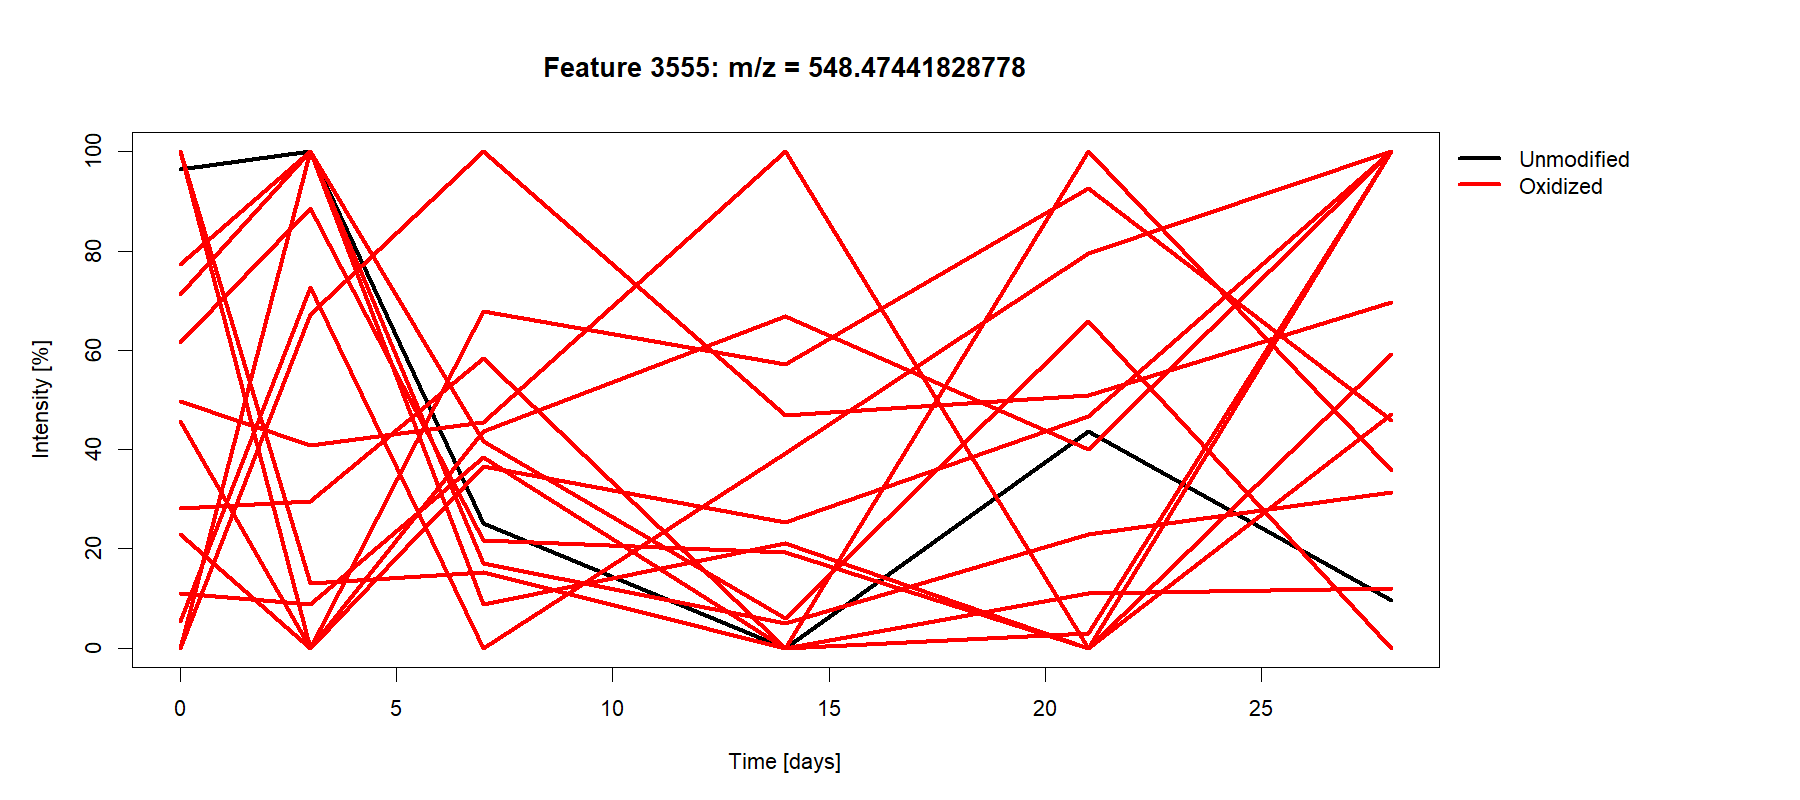 Feature 3555: m/z = 548.47441828778
Unmodified
Oxidized
Intensity [%]
100
80
60
40
20
0
0 5 10 15 20 25
Time [days]